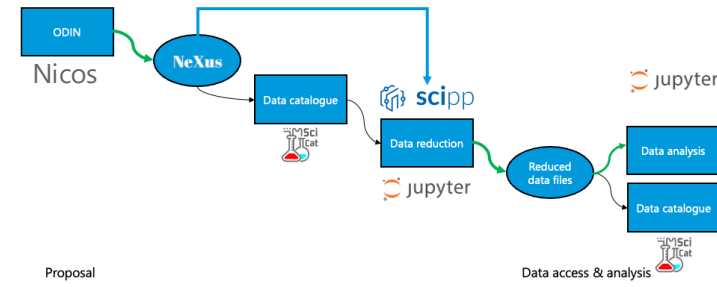 ODIN
Nicos
NeXus
Data catalogue
SciCat
scipp
Data reduction
jupyter
Reduced
data files
jupyter
Data analysis
Data catalogue
SciCat
Proposal
Data access & analysis